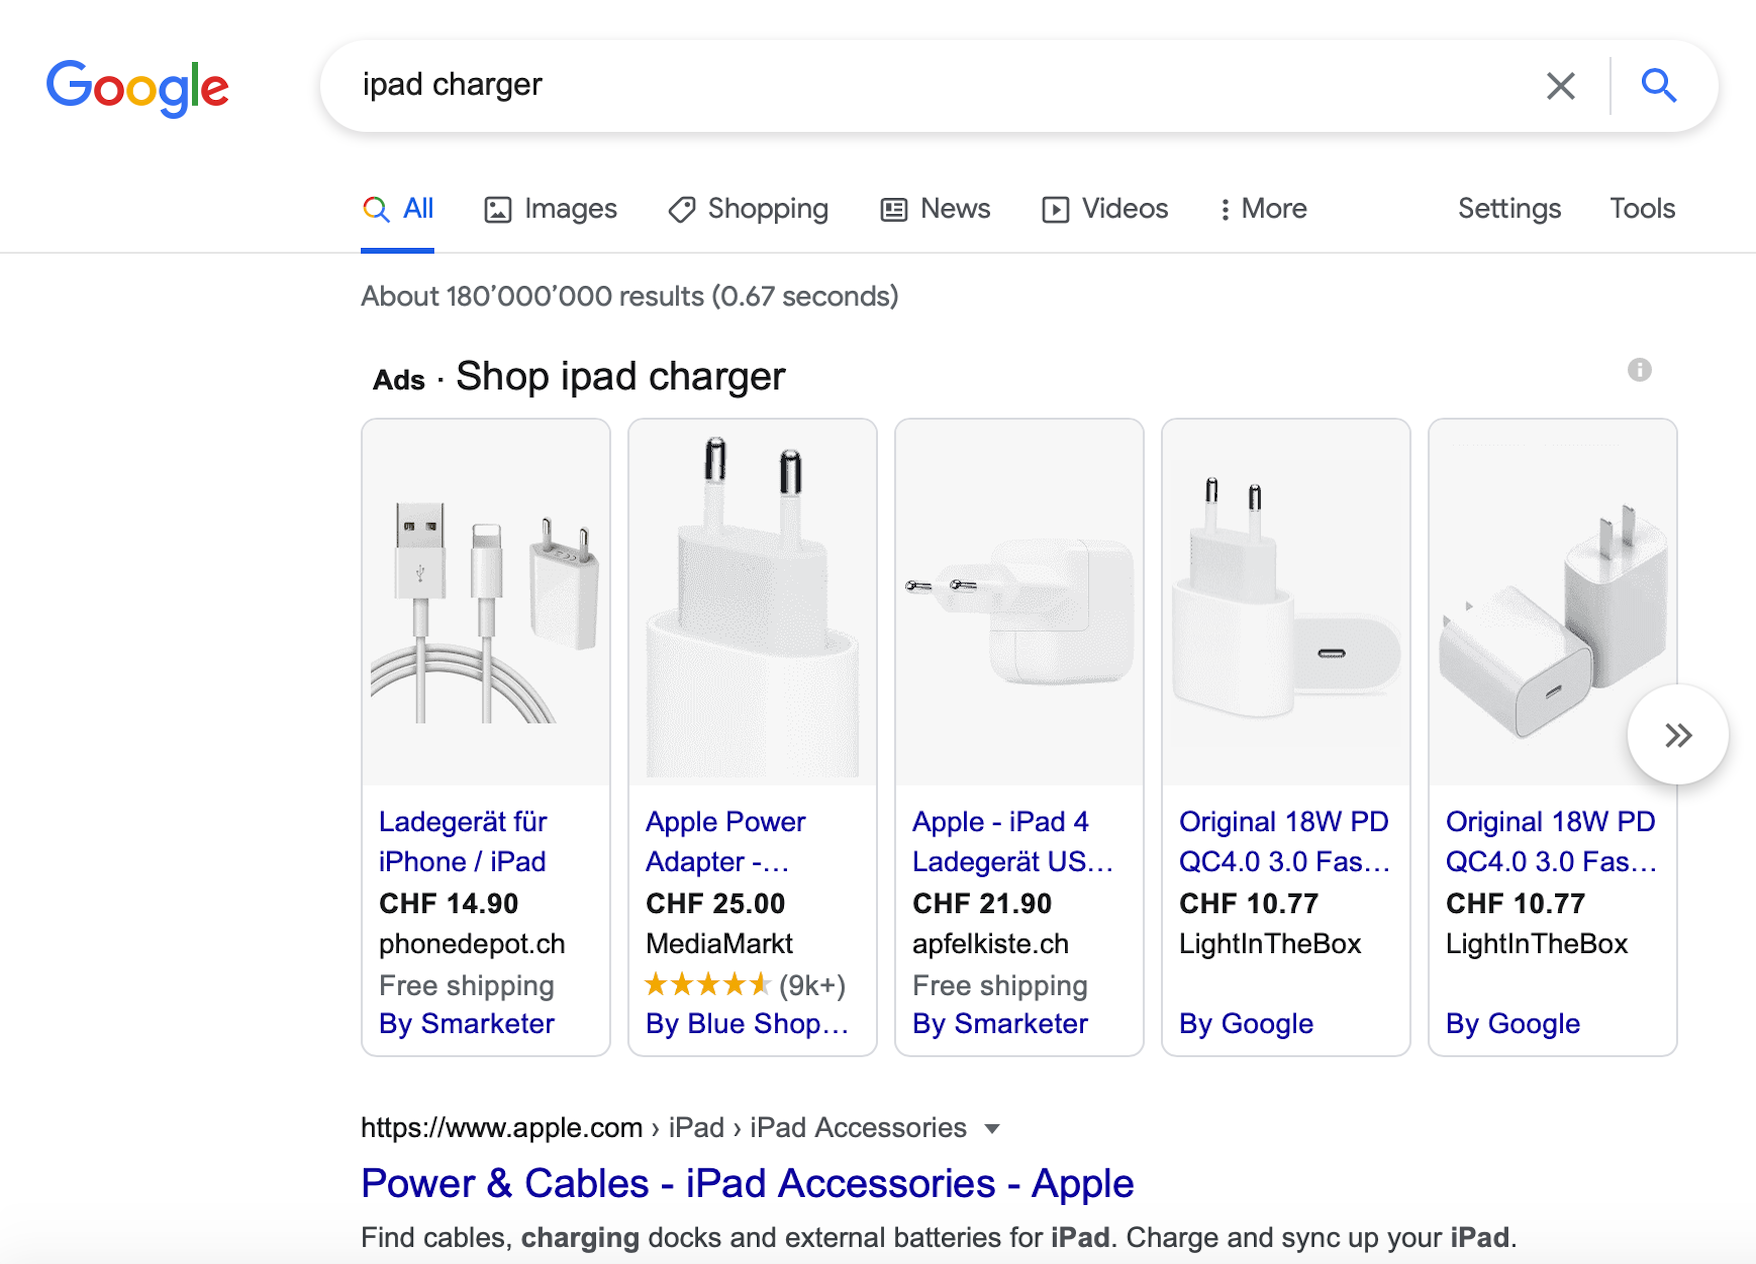 Google
ipad charger
All Images Shopping News Videos More Settings Tools
About 180’000’000 results (0.67 seconds)
Ads · Shop ipad charger
Ladegerät für
iPhone / iPad
CHF 14.90
phonedepot.ch
Free shipping
By Smarketer
Apple Power
Adapter -...
CHF 25.00
MediaMarkt
(9k+)
By Blue Shop...
Apple - iPad 4
Ladegerät US...
CHF 21.90
apfelkiste.ch
Free shipping
By Smarketer
Original 18W PD
QC4.0 3.0 Fas...
CHF 10.77
LightInTheBox
By Google
Original 18W PD
QC4.0 3.0 Fas...
CHF 10.77
LightInTheBox
By Google
https://www.apple.com › iPad › iPad Accessories
Power & Cables - iPad Accessories - Apple
Find cables, charging docks and external batteries for iPad. Charge and sync up your iPad.